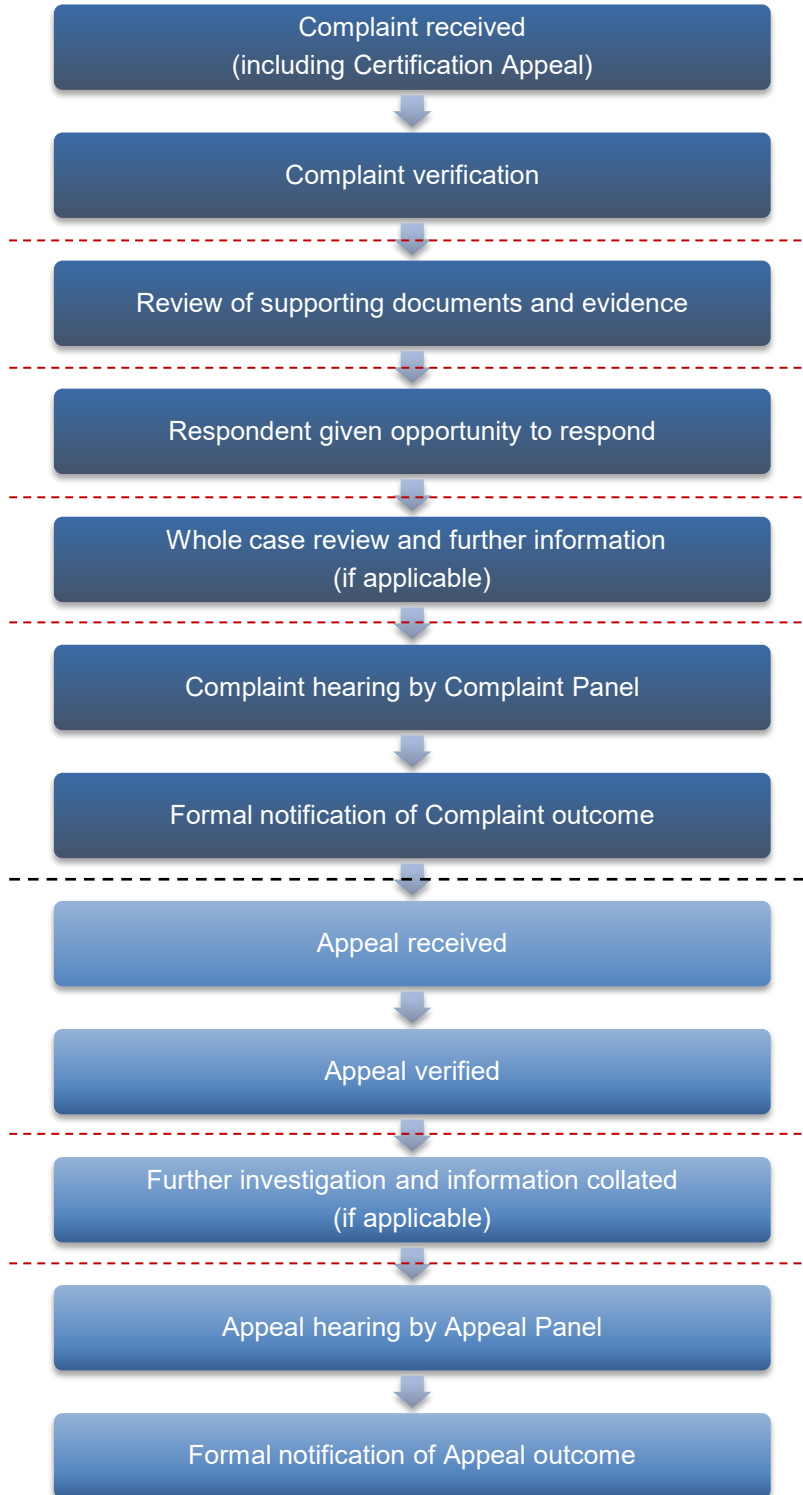 Complaint received
(including Certification Appeal)
Complaint verification
Review of supporting documents and evidence
Respondent given opportunity to respond
Whole case review and further information
(if applicable)
Complaint hearing by Complaint Panel
Formal notification of Complaint outcome
Appeal received
Appeal verified
Further investigation and information collated
(if applicable)
Appeal hearing by Appeal Panel
Formal notification of Appeal outcome